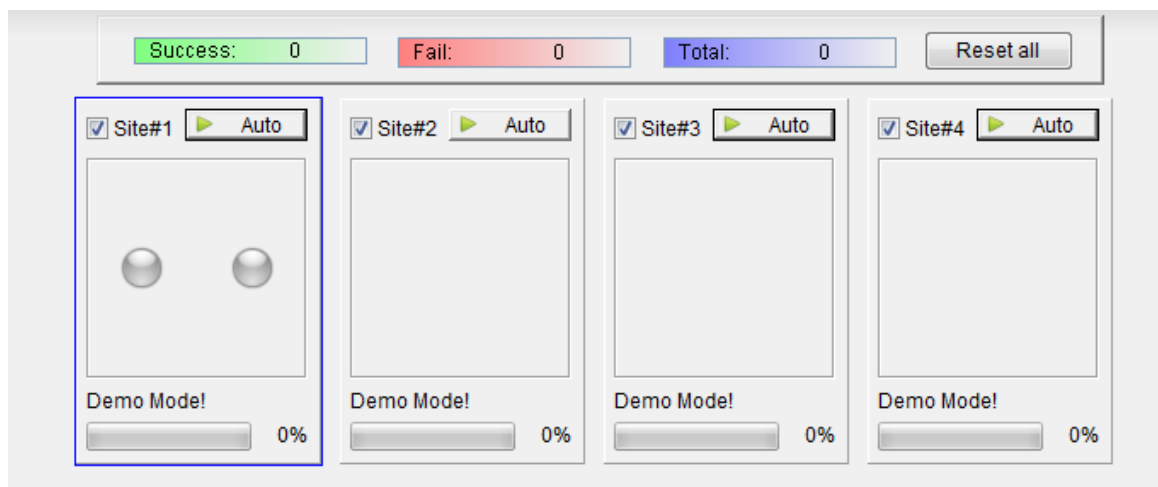 Success: 0 Fail: 0 Total: 0 Reset all
Site#1 Auto Site#2 Auto Site#3 Auto Site#4 Auto
Demo Mode! Demo Mode! Demo Mode! Demo Mode!
0% 0% 0% 0%